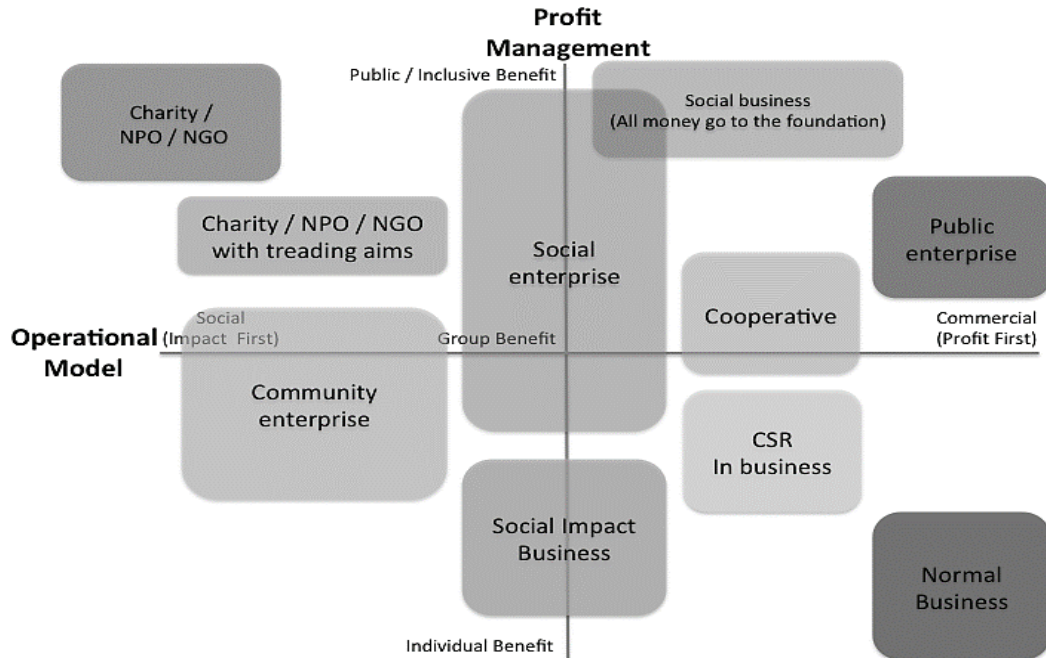 Profit
Management
Public / Inclusive Benefit
Charity /
NPO / NGO
Social business
(All money go to the foundation)
Charity / NPO / NGO
with treading aims
Social
enterprise
Public
enterprise
Operational
Model
Social
(Impact First)
Group Benefit
Cooperative
Commercial
(Profit First)
Community
enterprise
CSR
In business
Social Impact
Business
Normal
Business
Individual Benefit